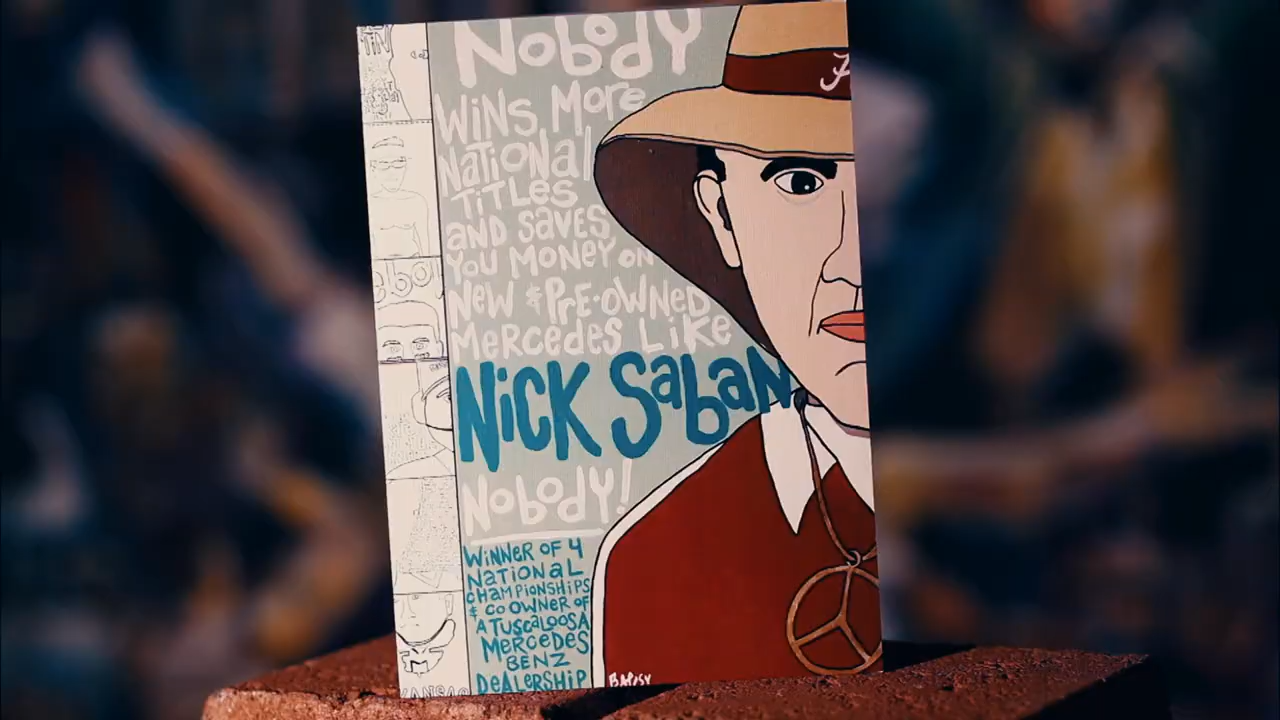 NOBODY
WINS MORE
NATIONAL
TITLES
AND SAVES
YOU MONEY ON
NEW & PRE-OWNED
MERCEDES LIKE
NICK SABAN
NOBODY!
WINNER OF 4
NATIONAL
CHAMPIONSHIPS
& CO OWNER OF
A TUSCALOOSA
MERCEDES
BENZ
DEALERSHIP
A